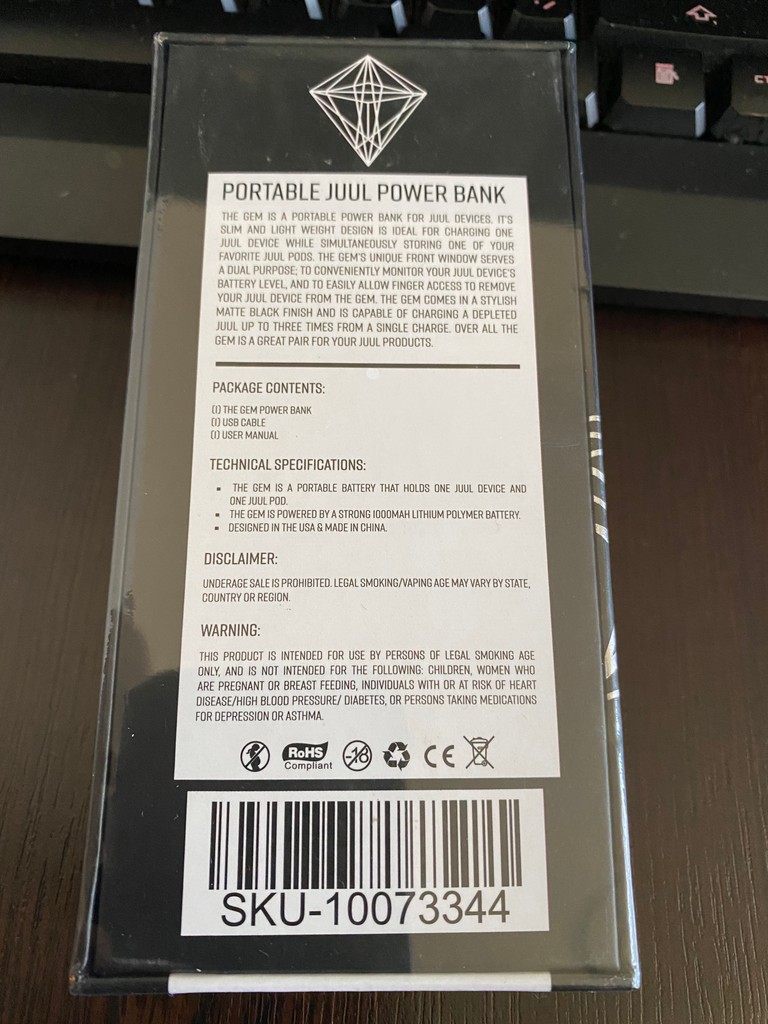 PORTABLE JUUL POWER BANK
THE GEM IS A PORTABLE POWER BANK FOR JUUL DEVICES. IT'S
SLIM AND LIGHT WEIGHT DESIGN IS IDEAL FOR CHARGING ONE
JUUL DEVICE WHILE SIMULTANEOUSLY STORING ONE OF YOUR
FAVORITE JUUL PODS. THE GEM'S UNIQUE FRONT WINDOW SERVES
A DUAL PURPOSE; TO CONVENIENTLY MONITOR YOUR JUUL DEVICE'S
BATTERY LEVEL, AND TO EASILY ALLOW FINGER ACCESS TO REMOVE
YOUR JUUL DEVICE FROM THE GEM. THE GEM COMES IN A STYLISH
MATTE BLACK FINISH AND IS CAPABLE OF CHARGING A DEPLETED
JUUL UP TO THREE TIMES FROM A SINGLE CHARGE. OVER ALL THE
GEM IS A GREAT PAIR FOR YOUR JUUL PRODUCTS.
PACKAGE CONTENTS:
(1) THE GEM POWER BANK
(1) USB CABLE
(1) USER MANUAL
TECHNICAL SPECIFICATIONS:
▪ THE GEM IS A PORTABLE BATTERY THAT HOLDS ONE JUUL DEVICE AND
ONE JUUL POD.
▪ THE GEM IS POWERED BY A STRONG 1000MAH LITHIUM POLYMER BATTERY.
▪ DESIGNED IN THE USA & MADE IN CHINA.
DISCLAIMER:
UNDERAGE SALE IS PROHIBITED. LEGAL SMOKING/VAPING AGE MAY VARY BY STATE,
COUNTRY OR REGION.
WARNING:
THIS PRODUCT IS INTENDED FOR USE BY PERSONS OF LEGAL SMOKING AGE
ONLY, AND IS NOT INTENDED FOR THE FOLLOWING: CHILDREN, WOMEN WHO
ARE PREGNANT OR BREAST FEEDING, INDIVIDUALS WITH OR AT RISK OF HEART
DISEASE/HIGH BLOOD PRESSURE/ DIABETES, OR PERSONS TAKING MEDICATIONS
FOR DEPRESSION OR ASTHMA.
RoHS
Compliant
-18
CE
SKU-10073344